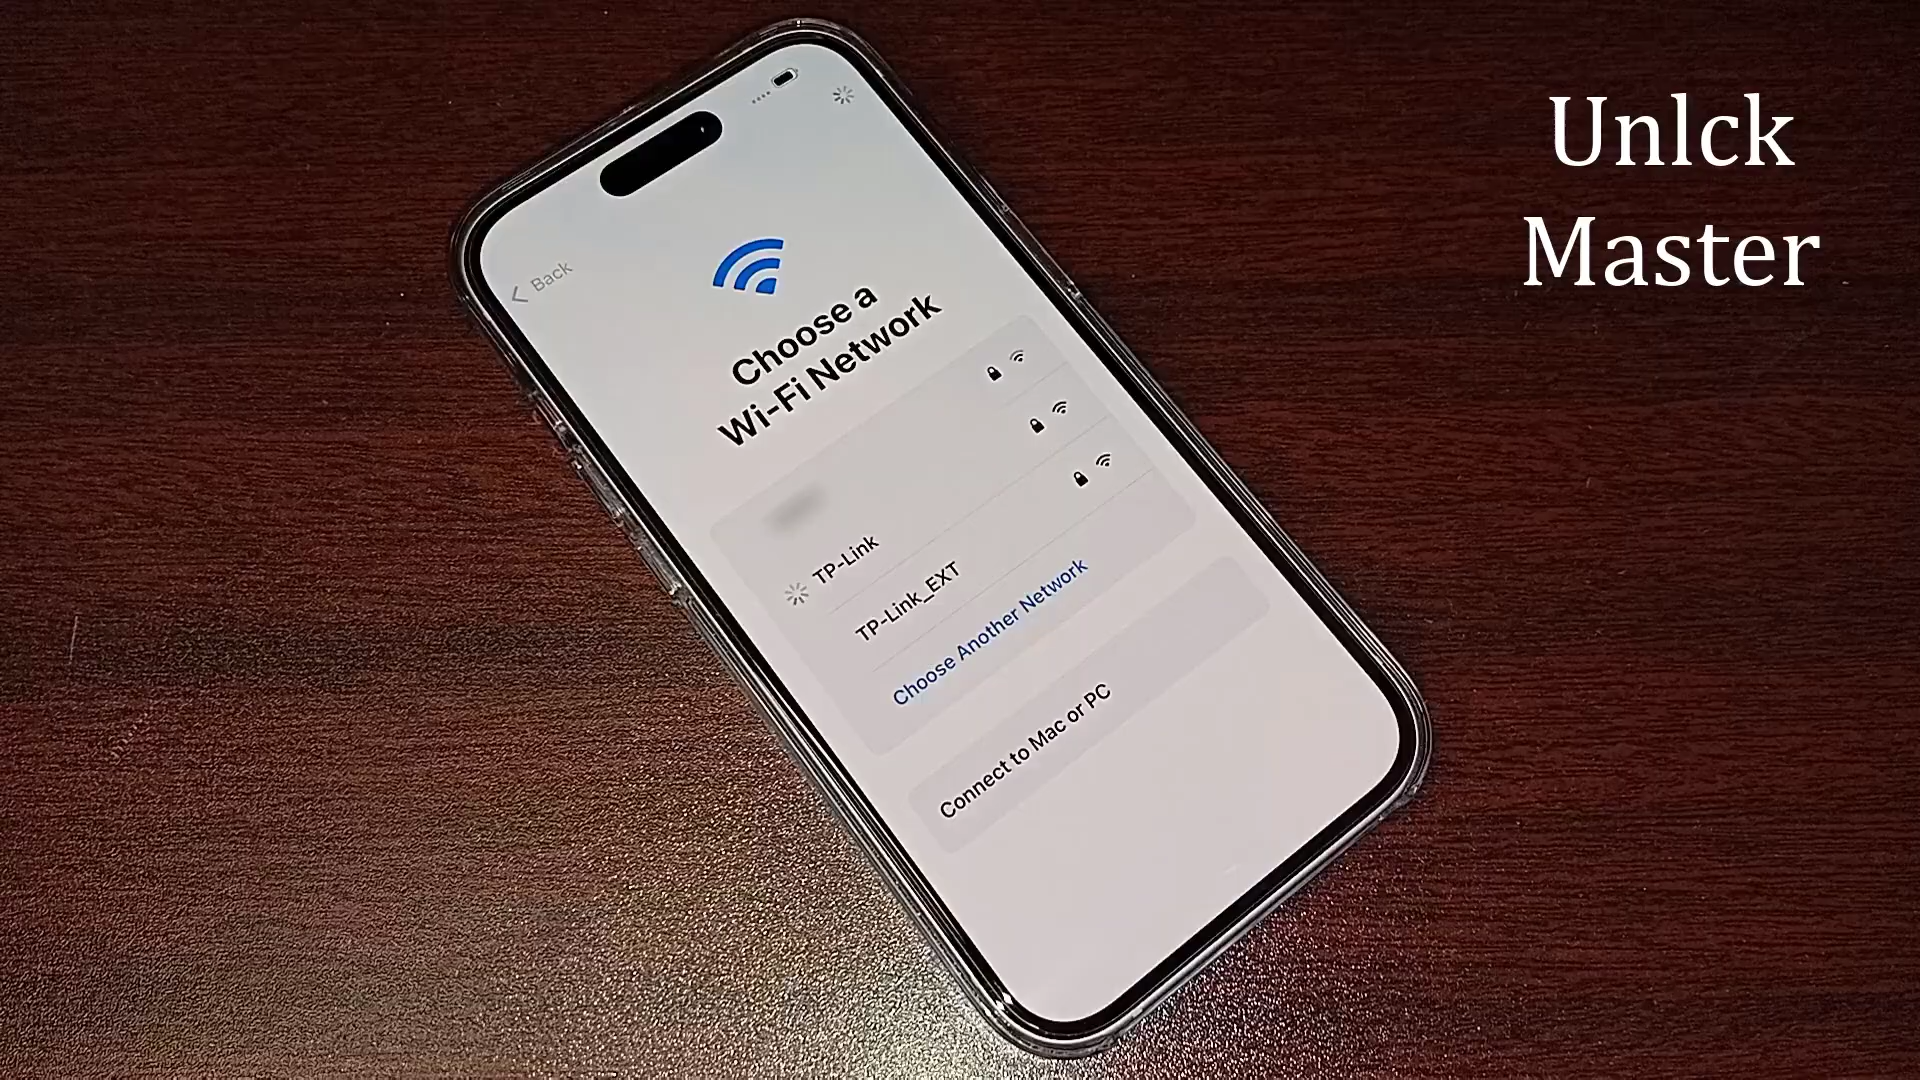 Unlck
Master
Back
Choose a
Wi-Fi Network
TP-Link
TP-Link_EXT
Choose Another Network
Connect to Mac or PC